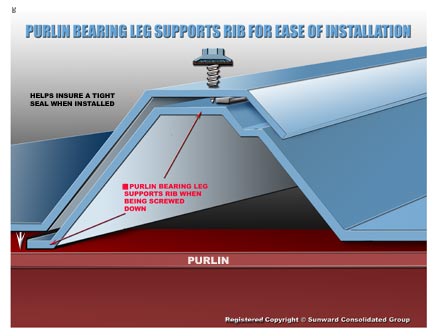 PURLIN BEARING LEG SUPPORTS RIB FOR EASE OF INSTALLATION
HELPS INSURE A TIGHT
SEAL WHEN INSTALLED
PURLIN BEARING LEG
SUPPORTS RIB WHEN
BEING SCREWED
DOWN
PURLIN
Registered Copyright © Sunward Consolidated Group